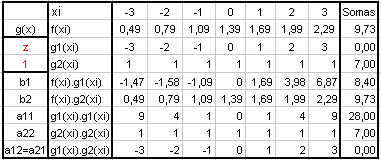 xi -3 -2 -1 0 1 2 3 Somas
g(x) f(xi) 0,49 0,79 1,09 1,39 1,69 1,99 2,29 9,73
z g1(xi) -3 -2 -1 0 1 2 3 0,00
1 g2(xi) 1 1 1 1 1 1 1 7,00
b1 f(xi).g1(xi) -1,47 -1,58 -1,09 0 1,69 3,98 6,87 8,40
b2 f(xi).g2(xi) 0,49 0,79 1,09 1,39 1,69 1,99 2,29 9,73
a11 g1(xi).g1(xi) 9 4 1 0 1 4 9 28,00
a22 g2(xi).g2(xi) 1 1 1 1 1 1 1 7,00
a12=a21 g1(xi).g2(xi) -3 -2 -1 0 1 2 3 0,00